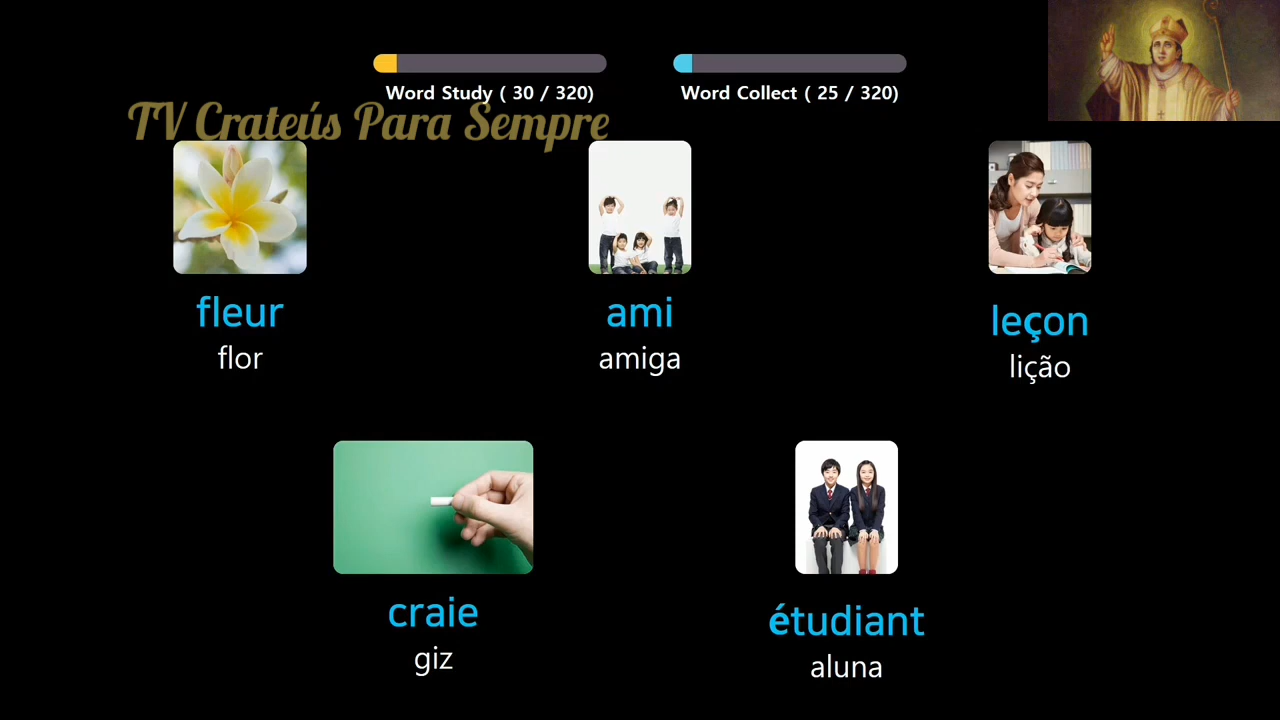 Word Study ( 30 / 320)
Word Collect ( 25 / 320)
TV Crateús Para Sempre
fleur
flor
ami
amiga
leçon
lição
craie
giz
étudiant
aluna